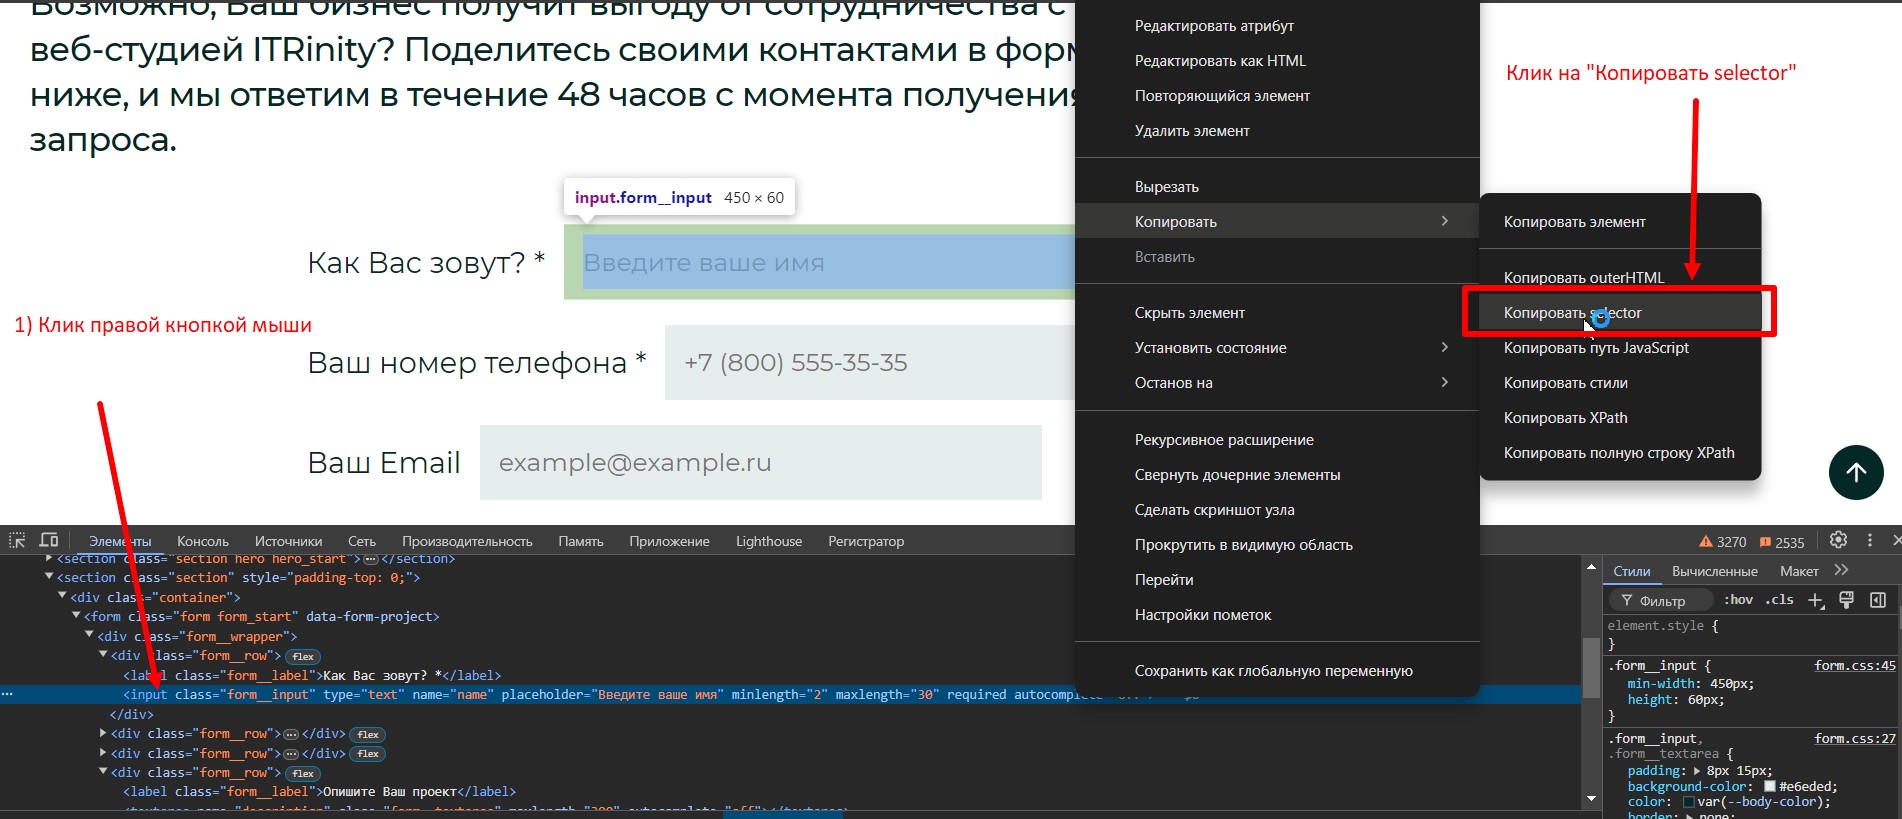 Возможно, Ваш бизнес получит выгоду от сотрудничества с
веб-студией ITRinity? Поделитесь своими контактами в форм
ниже, и мы ответим в течение 48 часов с момента получения
запроса.
input.form__input 450 × 60
Как Вас зовут? *
Введите ваше имя
1) Клик правой кнопкой мыши
Ваш номер телефона *
+7 (800) 555-35-35
Ваш Email
example@example.ru
Редактировать атрибут
Редактировать как HTML
Повторяющийся элемент
Удалить элемент
Вырезать
Копировать
Вставить
Скрыть элемент
Установить состояние
Останов на
Рекурсивное расширение
Свернуть дочерние элементы
Сделать скриншот узла
Прокрутить в видимую область
Перейти
Настройки пометок
Сохранить как глобальную переменную
Клик на "Копировать selector"
Копировать элемент
Копировать outerHTML
Копировать selector
Копировать путь JavaScript
Копировать стили
Копировать XPath
Копировать полную строку XPath
Элементы Консоль Источники Сеть Производительность Память Приложение Lighthouse Регистратор
3270 2535
<section class="section hero hero_start"> … </section>
<section class="section" style="padding-top: 0;">
<div class="container">
<form class="form form_start" data-form-project>
<div class="form__wrapper">
<div class="form__row"> flex
<label class="form__label">Как Вас зовут? *</label>
<input class="form__input" type="text" name="name" placeholder="Введите ваше имя" minlength="2" maxlength="30" required autocomplete
</div>
<div class="form__row"> … </div> flex
<div class="form__row"> … </div> flex
<div class="form__row"> flex
<label class="form__label">Опишите Ваш проект</label>
Стили Вычисленные Макет
Фильтр :hov .cls
element.style {
}
.form__input { form.css:45
min-width: 450px;
height: 60px;
}
.form__input, form.css:27
.form__textarea {
padding: 8px 15px;
background-color: #e6eded;
color: var(--body-color);
border: none;